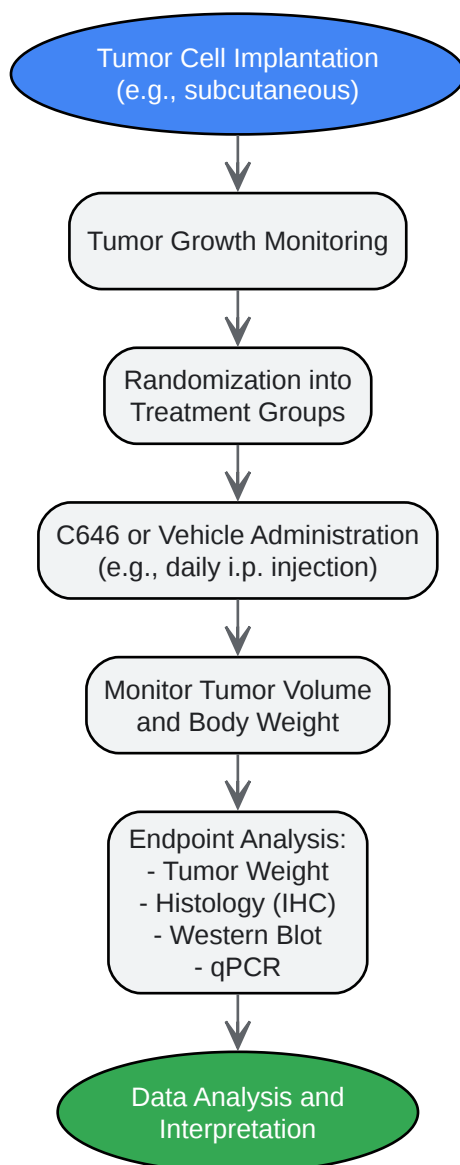 Tumor Cell Implantation
(e.g., subcutaneous)
Tumor Growth Monitoring
Randomization into
Treatment Groups
C646 or Vehicle Administration
(e.g., daily i.p. injection)
Monitor Tumor Volume
and Body Weight
Endpoint Analysis:
- Tumor Weight
- Histology (IHC)
- Western Blot
- qPCR
Data Analysis and
Interpretation